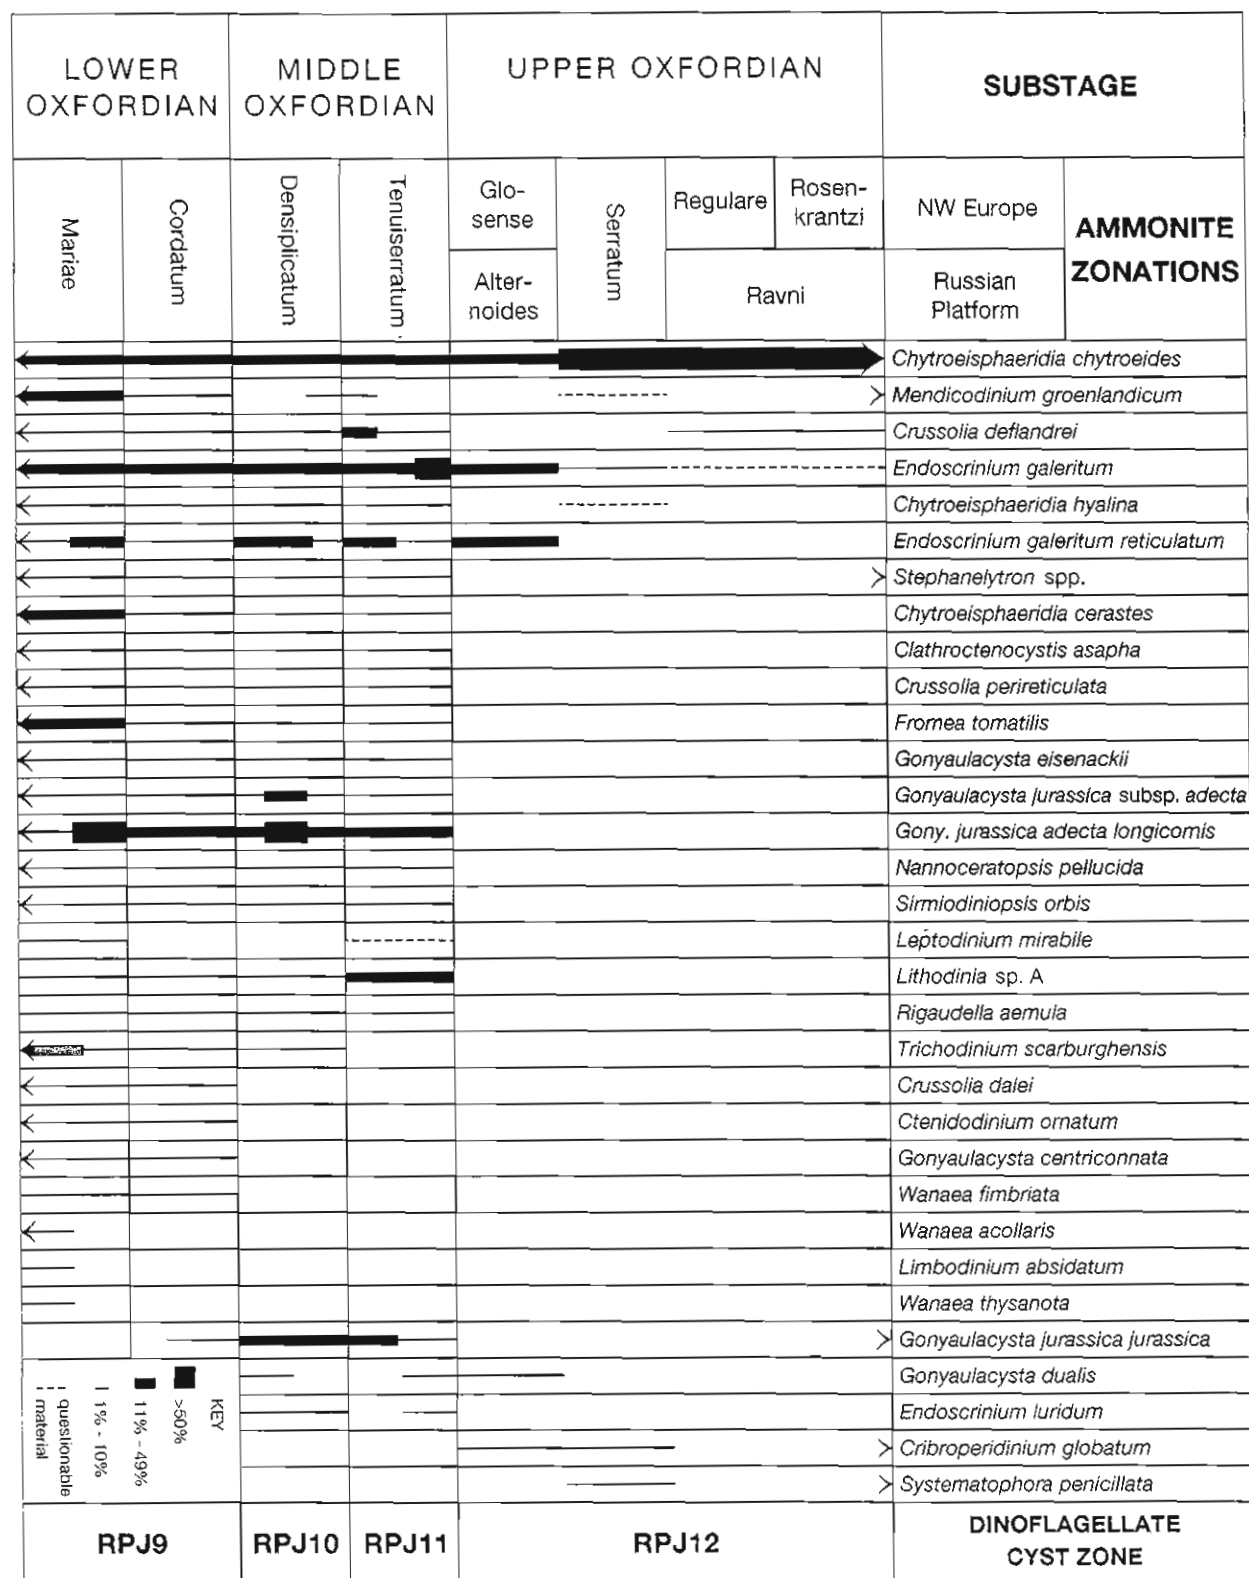 LOWER
OXFORDIAN
MIDDLE
OXFORDIAN
UPPER OXFORDIAN
SUBSTAGE
Mariae
Cordatum
Densiplicatum
Tenuiserratum
Glo-
sense
Alter-
noides
Serratum
Regulare
Rosen-
krantzi
Ravni
NW Europe
Russian
Platform
AMMONITE
ZONATIONS
Chytroeisphaeridia chytroeides
Mendicodinium groenlandicum
Crussolia deflandrei
Endoscrinium galeritum
Chytroeisphaeridia hyalina
Endoscrinium galeritum reticulatum
Stephanelytron spp.
Chytroeisphaeridia cerastes
Clathroctenocystis asapha
Crussolia perireticulata
Fromea tomatilis
Gonyaulacysta eisenackii
Gonyaulacysta jurassica subsp. adecta
Gony. jurassica adecta longicornis
Nannoceratopsis pellucida
Sirmiodiniopsis orbis
Leptodinium mirabile
Lithodinia sp. A
Rigaudella aemula
Trichodinium scarburghensis
Crussolia dalei
Ctenidodinium ornatum
Gonyaulacysta centriconnata
Wanaea fimbriata
Wanaea acollaris
Limbodinium absidatum
Wanaea thysanota
Gonyaulacysta jurassica jurassica
Gonyaulacysta dualis
Endoscrinium luridum
Cribroperidinium globatum
Systematophora penicillata
KEY
>50%
11% - 49%
1% - 10%
questionable
material
RPJ9
RPJ10
RPJ11
RPJ12
DINOFLAGELLATE
CYST ZONE